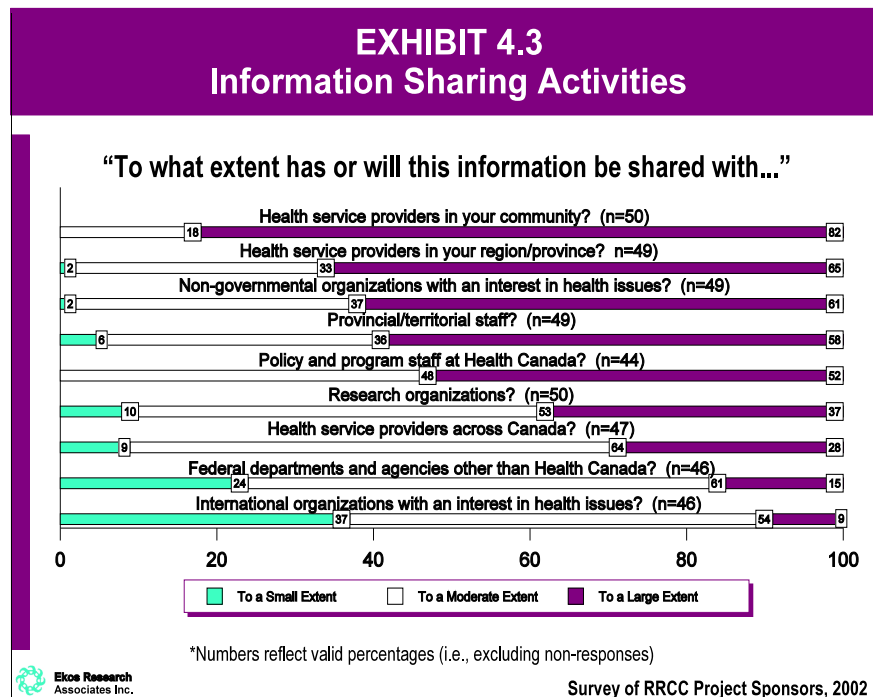 EXHIBIT 4.3
Information Sharing Activities
“To what extent has or will this information be shared with...”
Health service providers in your community? (n=50)
18 82
Health service providers in your region/province? n=49)
2 33 65
Non-governmental organizations with an interest in health issues? (n=49)
2 37 61
Provincial/territorial staff? (n=49)
6 36 58
Policy and program staff at Health Canada? (n=44)
48 52
Research organizations? (n=50)
10 53 37
Health service providers across Canada? (n=47)
9 64 28
Federal departments and agencies other than Health Canada? (n=46)
24 61 15
International organizations with an interest in health issues? (n=46)
37 54 9
0 20 40 60 80 100
To a Small Extent To a Moderate Extent To a Large Extent
*Numbers reflect valid percentages (i.e., excluding non-responses)
Ekos Research
Associates Inc.
Survey of RRCC Project Sponsors, 2002